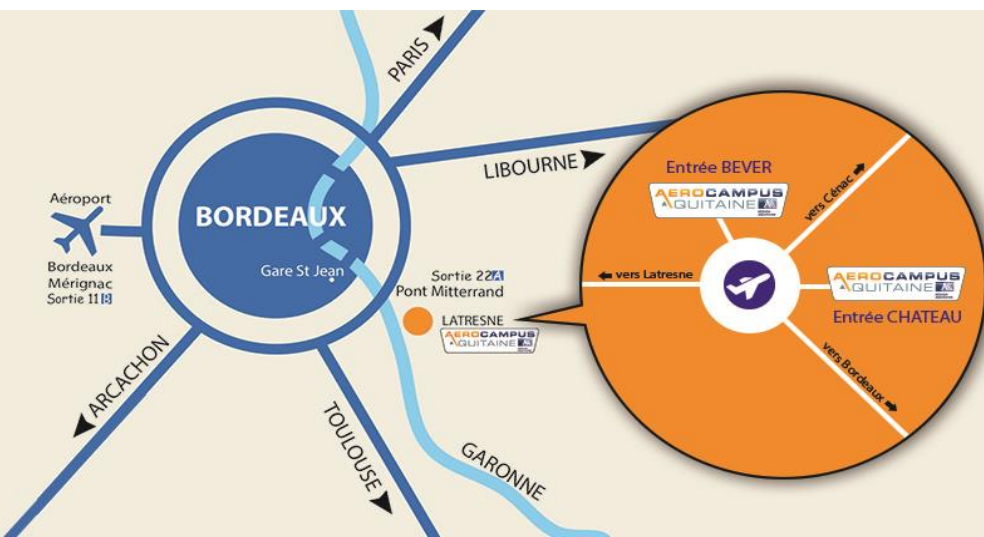 PARIS
LIBOURNE
Aéroport
BORDEAUX
Bordeaux
Mérignac
Sortie 11 B
Gare St Jean
Sortie 22A
Pont Mitterrand
LATRESNE
AEROCAMPUS
AQUITAINE
ARCACHON
TOULOUSE
GARONNE
Entrée BEVER
AEROCAMPUS
AQUITAINE
vers Cénac
vers Latresne
AEROCAMPUS
AQUITAINE
Entrée CHATEAU
vers Bordeaux